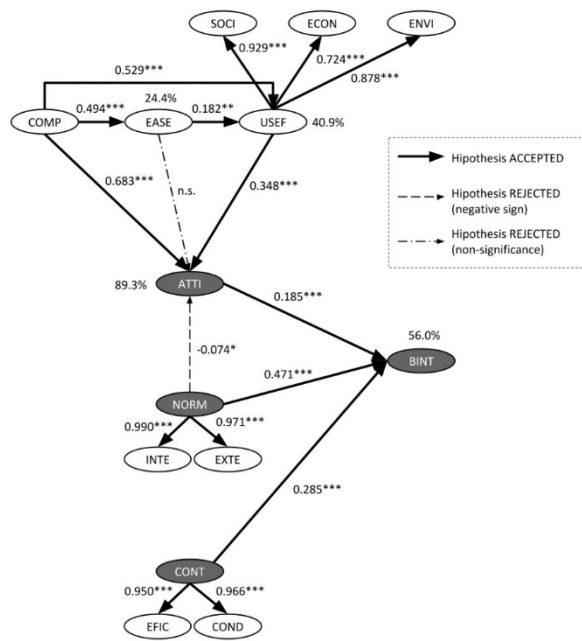 SOCI
ECON
ENVI
0.929***
0.724***
0.878***
0.529***
24.4%
0.494***
0.182**
COMP
EASE
USEF
40.9%
Hipothesis ACCEPTED
Hipothesis REJECTED
(negative sign)
Hipothesis REJECTED
(non-significance)
0.683***
n.s.
0.348***
89.3%
ATTI
0.185***
56.0%
BINT
-0.074*
0.471***
NORM
0.990***
0.971***
INTE
EXTE
0.285***
CONT
0.950***
0.966***
EFIC
COND